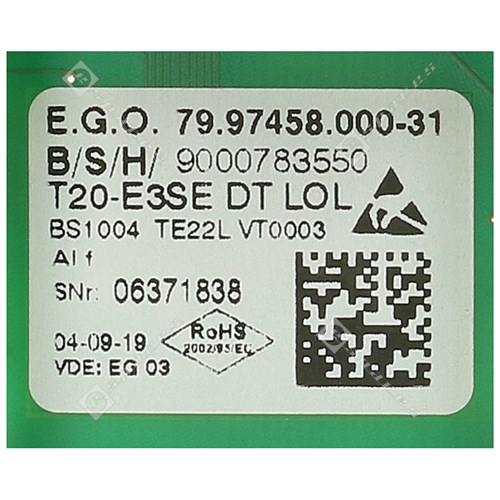 E.G.O. 79.97458.000-31
B/S/H/ 9000783550
T20-E3SE DT LOL
BS1004 TE22L VT0003
AI f
SNr: 06371838
04-09-19
RoHS
2002/95/EC
VDE: EG 03